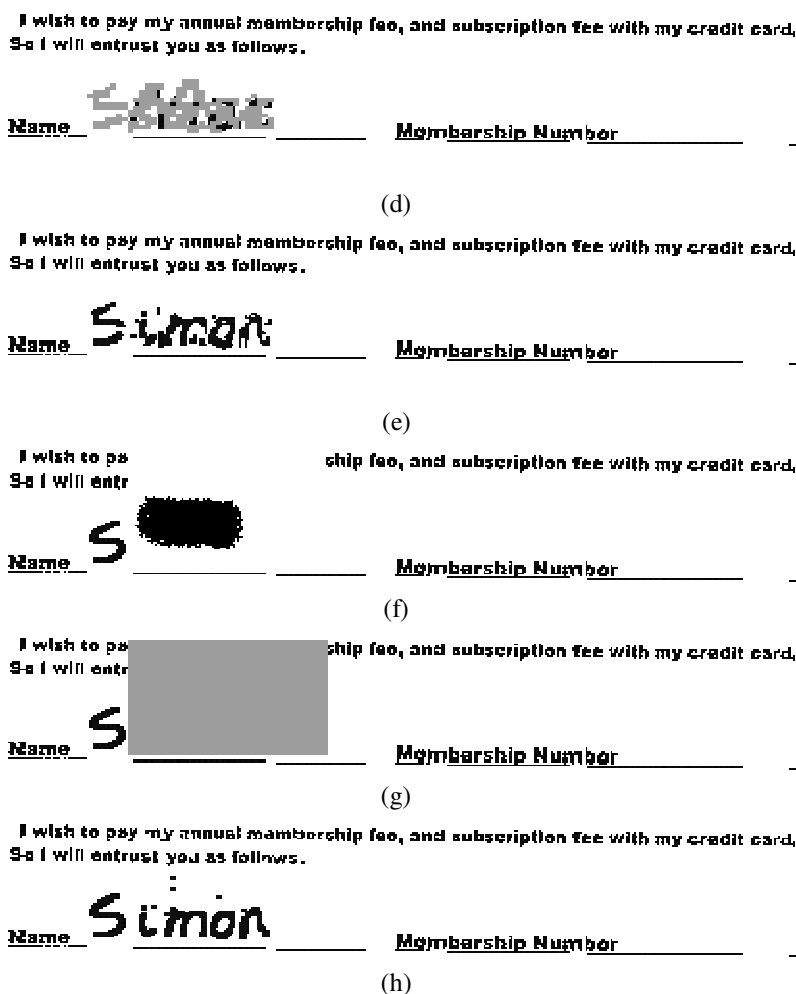 I wish to pay my annual membership fee, and subscription fee with my credit card,
So I will entrust you as follows.
Name Membership Number
(d)
I wish to pay my annual membership fee, and subscription fee with my credit card,
So I will entrust you as follows.
Name Simon Membership Number
(e)
I wish to pa ship fee, and subscription fee with my credit card,
So I will entr
Name S Membership Number
(f)
I wish to pa ship fee, and subscription fee with my credit card,
So I will entr
Name S Membership Number
(g)
I wish to pay my annual membership fee, and subscription fee with my credit card,
So I will entrust you as follows.
Name Simon Membership Number
(h)